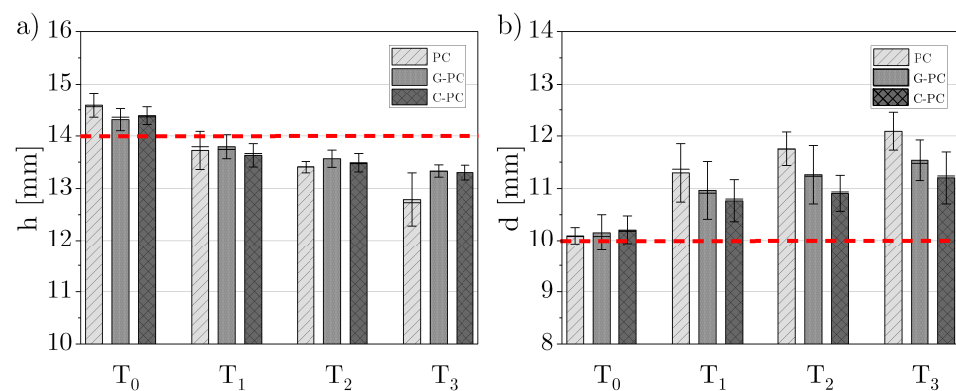 a)
h [mm]
16
15
14
13
12
11
10
PC
G-PC
C-PC
T0 T1 T2 T3
b)
d [mm]
14
13
12
11
10
9
8
PC
G-PC
C-PC
T0 T1 T2 T3